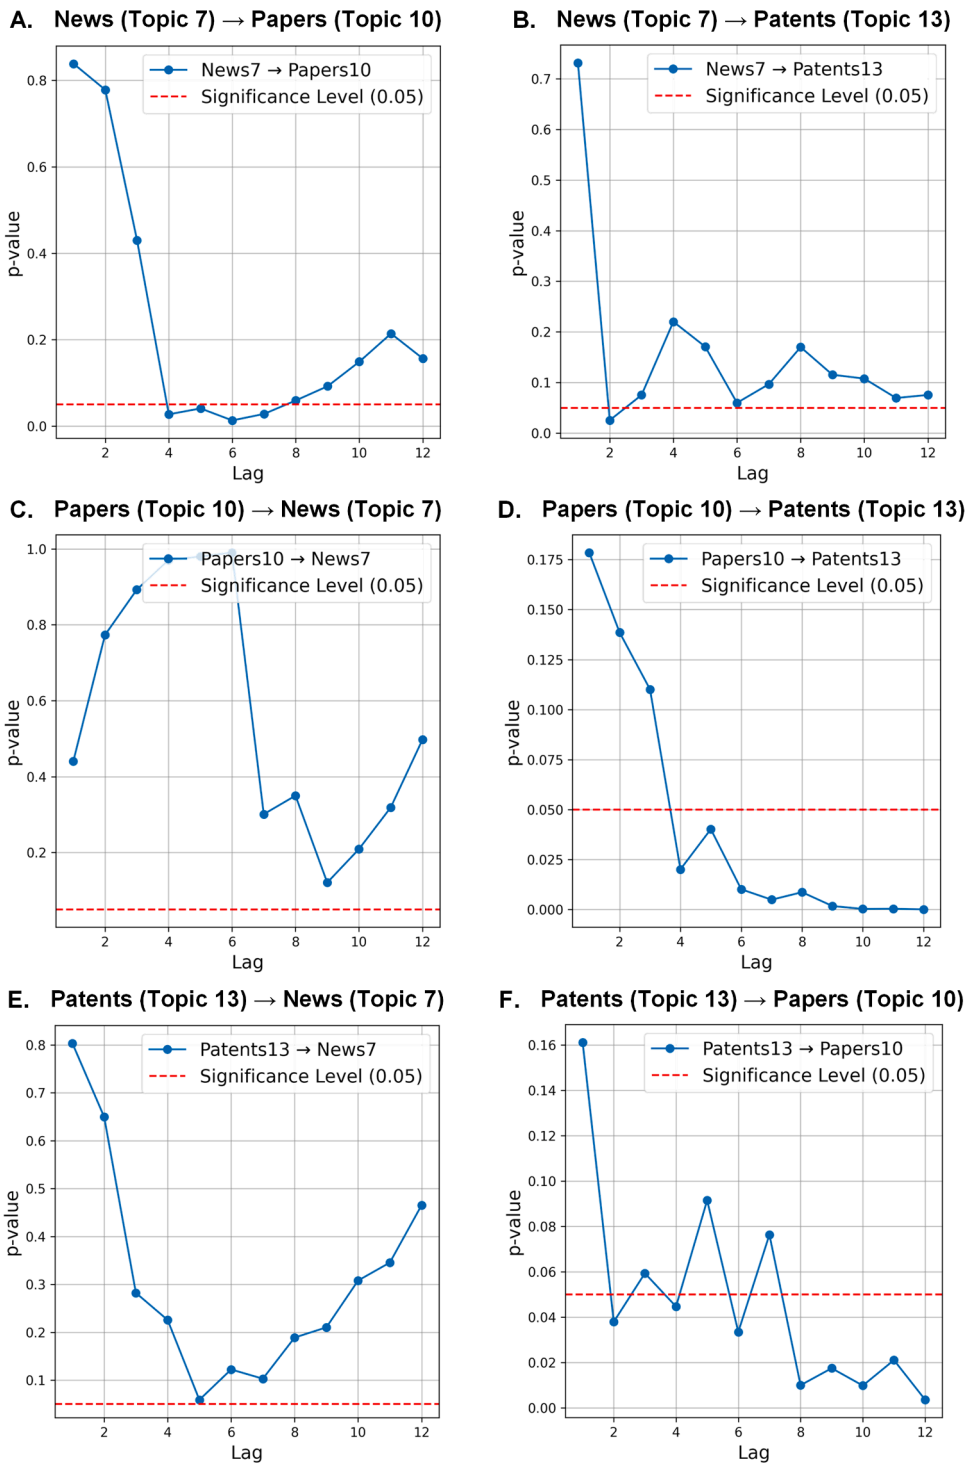 A. News (Topic 7) → Papers (Topic 10)
News7 → Papers10
Significance Level (0.05)
p-value
0.8
0.6
0.4
0.2
0.0
2 4 6 8 10 12
Lag
B. News (Topic 7) → Patents (Topic 13)
News7 → Patents13
Significance Level (0.05)
p-value
0.7
0.6
0.5
0.4
0.3
0.2
0.1
0.0
2 4 6 8 10 12
Lag
C. Papers (Topic 10) → News (Topic 7)
Papers10 → News7
Significance Level (0.05)
p-value
1.0
0.8
0.6
0.4
0.2
2 4 6 8 10 12
Lag
D. Papers (Topic 10) → Patents (Topic 13)
Papers10 → Patents13
Significance Level (0.05)
p-value
0.175
0.150
0.125
0.100
0.075
0.050
0.025
0.000
2 4 6 8 10 12
Lag
E. Patents (Topic 13) → News (Topic 7)
Patents13 → News7
Significance Level (0.05)
p-value
0.8
0.7
0.6
0.5
0.4
0.3
0.2
0.1
2 4 6 8 10 12
Lag
F. Patents (Topic 13) → Papers (Topic 10)
Patents13 → Papers10
Significance Level (0.05)
p-value
0.16
0.14
0.12
0.10
0.08
0.06
0.04
0.02
0.00
2 4 6 8 10 12
Lag